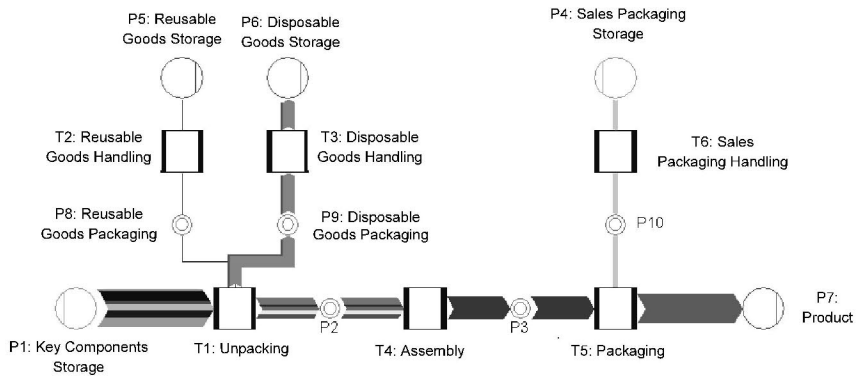 P5: Reusable
Goods Storage
P6: Disposable
Goods Storage
P4: Sales Packaging
Storage
T2: Reusable
Goods Handling
T3: Disposable
Goods Handling
T6: Sales
Packaging Handling
P8: Reusable
Goods Packaging
P9: Disposable
Goods Packaging
P10
P1: Key Components
Storage
T1: Unpacking
P2
T4: Assembly
P3
T5: Packaging
P7:
Product